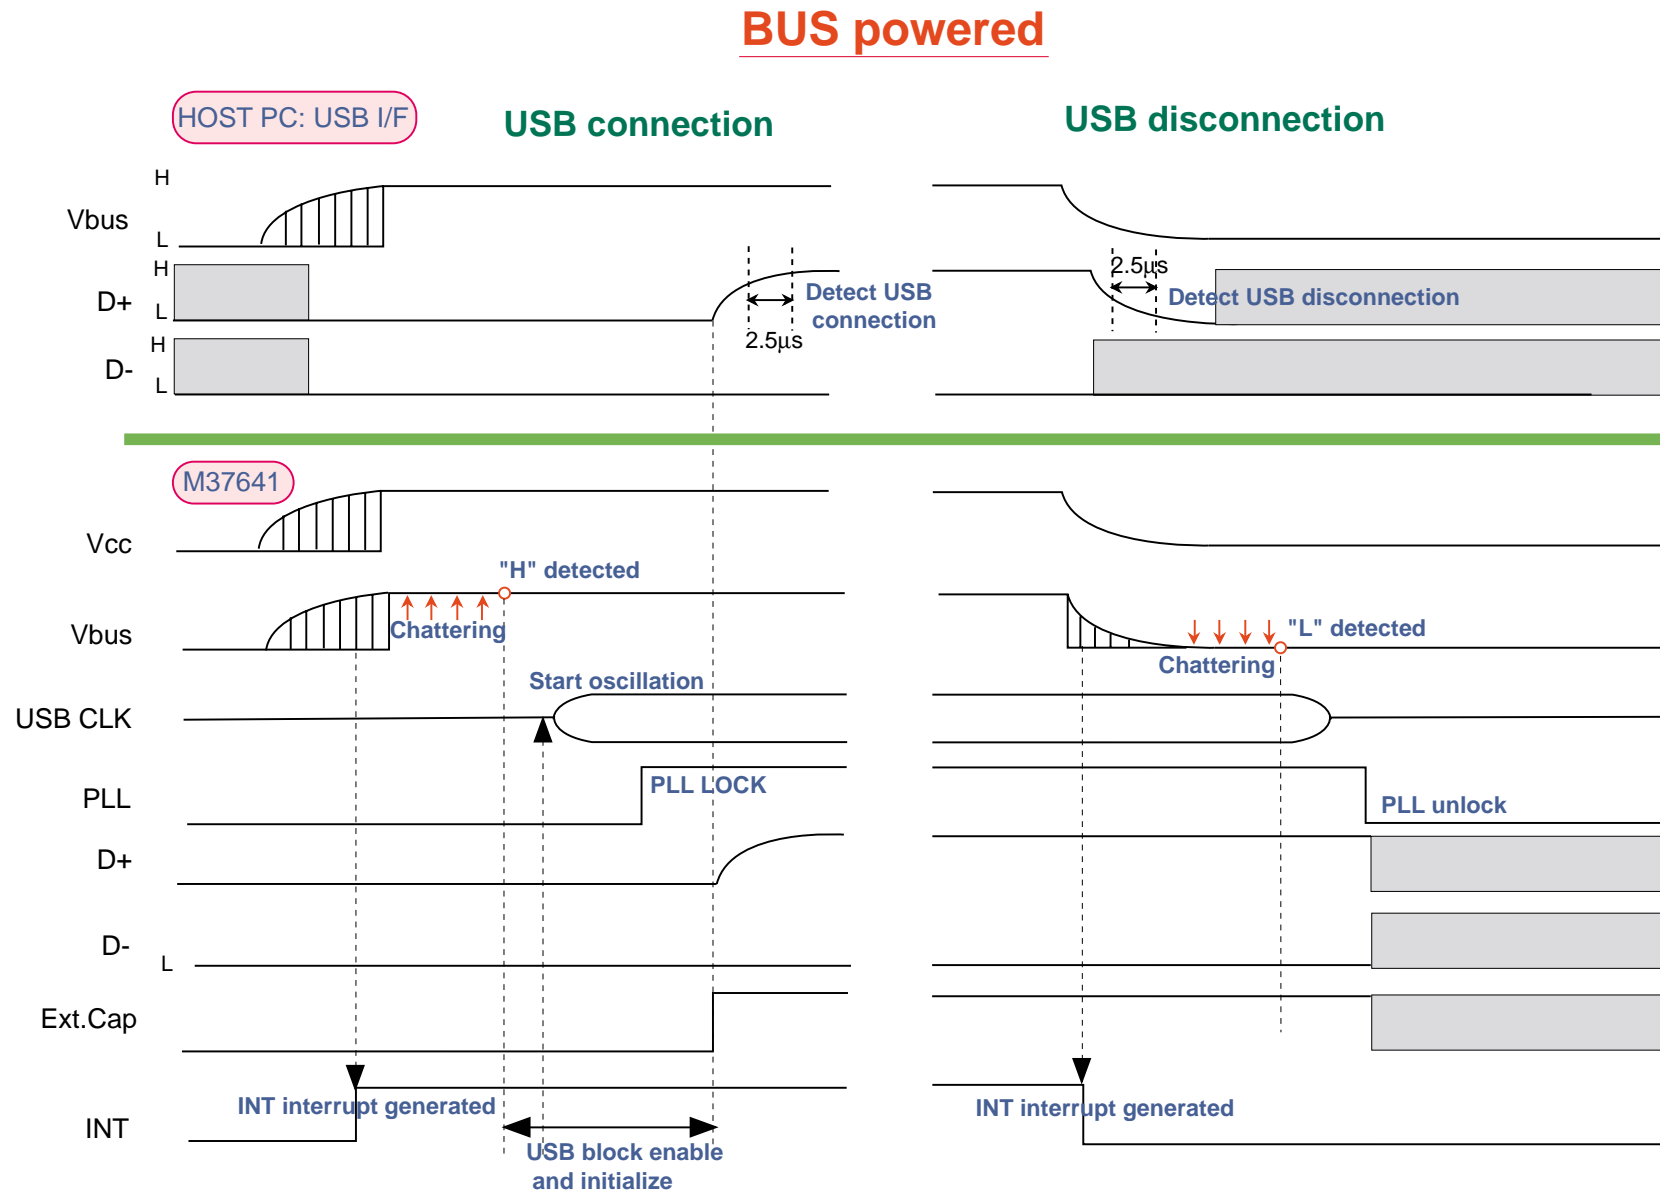 BUS powered
HOST PC: USB I/F
USB connection
USB disconnection
H
Vbus
L
H
D+
L
2.5μs
Detect USB
connection
2.5μs
Detect USB disconnection
H
D-
L
M37641
Vcc
"H" detected
Vbus
Chattering
"L" detected
Chattering
Start oscillation
USB CLK
PLL
PLL LOCK
PLL unlock
D+
D-
L
Ext.Cap
INT
INT interrupt generated
INT interrupt generated
USB block enable
and initialize